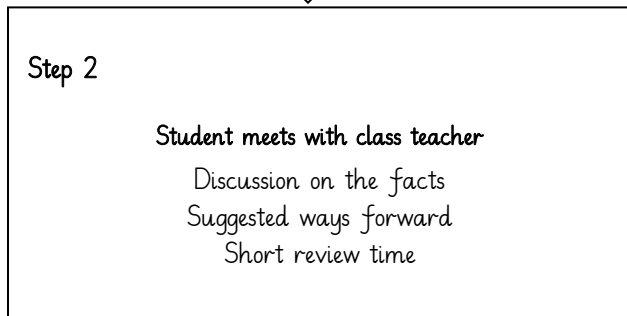 Step 2
Student meets with class teacher
Discussion on the facts
Suggested ways forward
Short review time